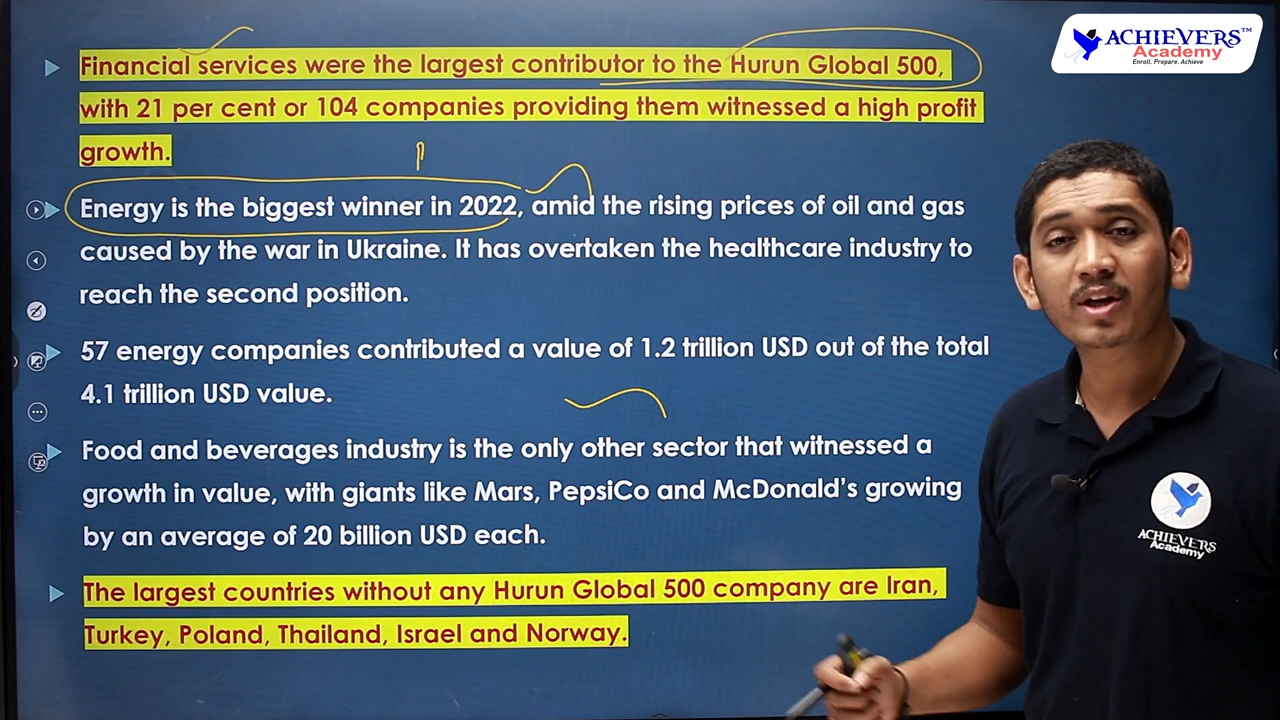 Financial services were the largest contributor to the Hurun Global 500,
with 21 per cent or 104 companies providing them witnessed a high profit
growth.
Energy is the biggest winner in 2022, amid the rising prices of oil and gas
caused by the war in Ukraine. It has overtaken the healthcare industry to
reach the second position.
57 energy companies contributed a value of 1.2 trillion USD out of the total
4.1 trillion USD value.
Food and beverages industry is the only other sector that witnessed a
growth in value, with giants like Mars, PepsiCo and McDonald's growing
by an average of 20 billion USD each.
The largest countries without any Hurun Global 500 company are Iran,
Turkey, Poland, Thailand, Israel and Norway.
ACHIEVERS™
Academy
Enroll. Prepare. Achieve
ACHIEVERS
Academy